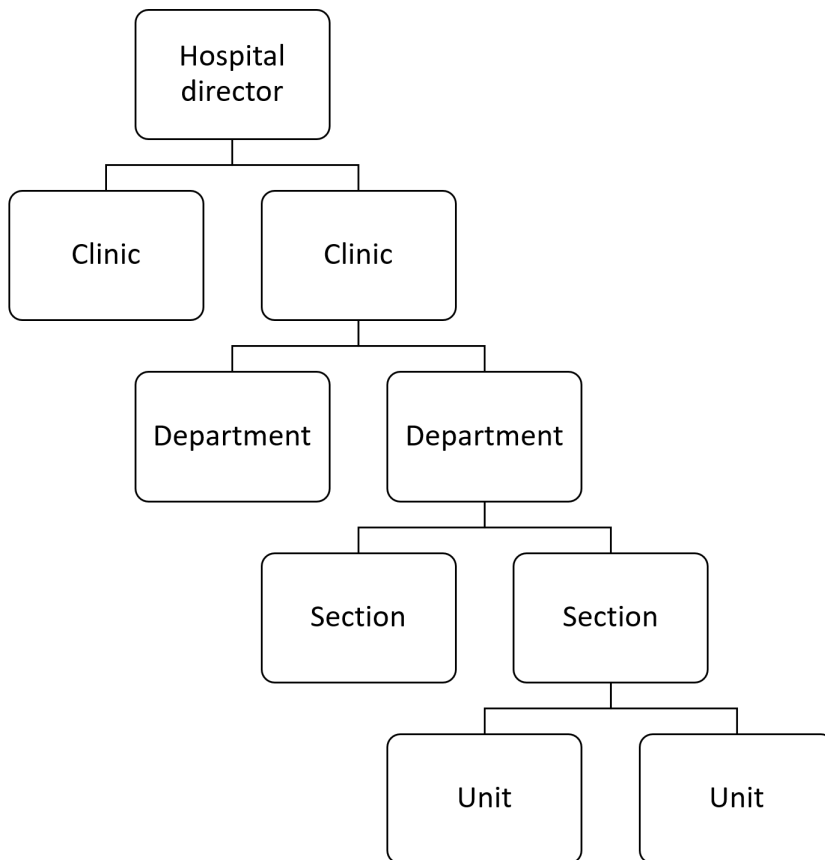 Hospital
director
Clinic
Clinic
Department
Department
Section
Section
Unit
Unit